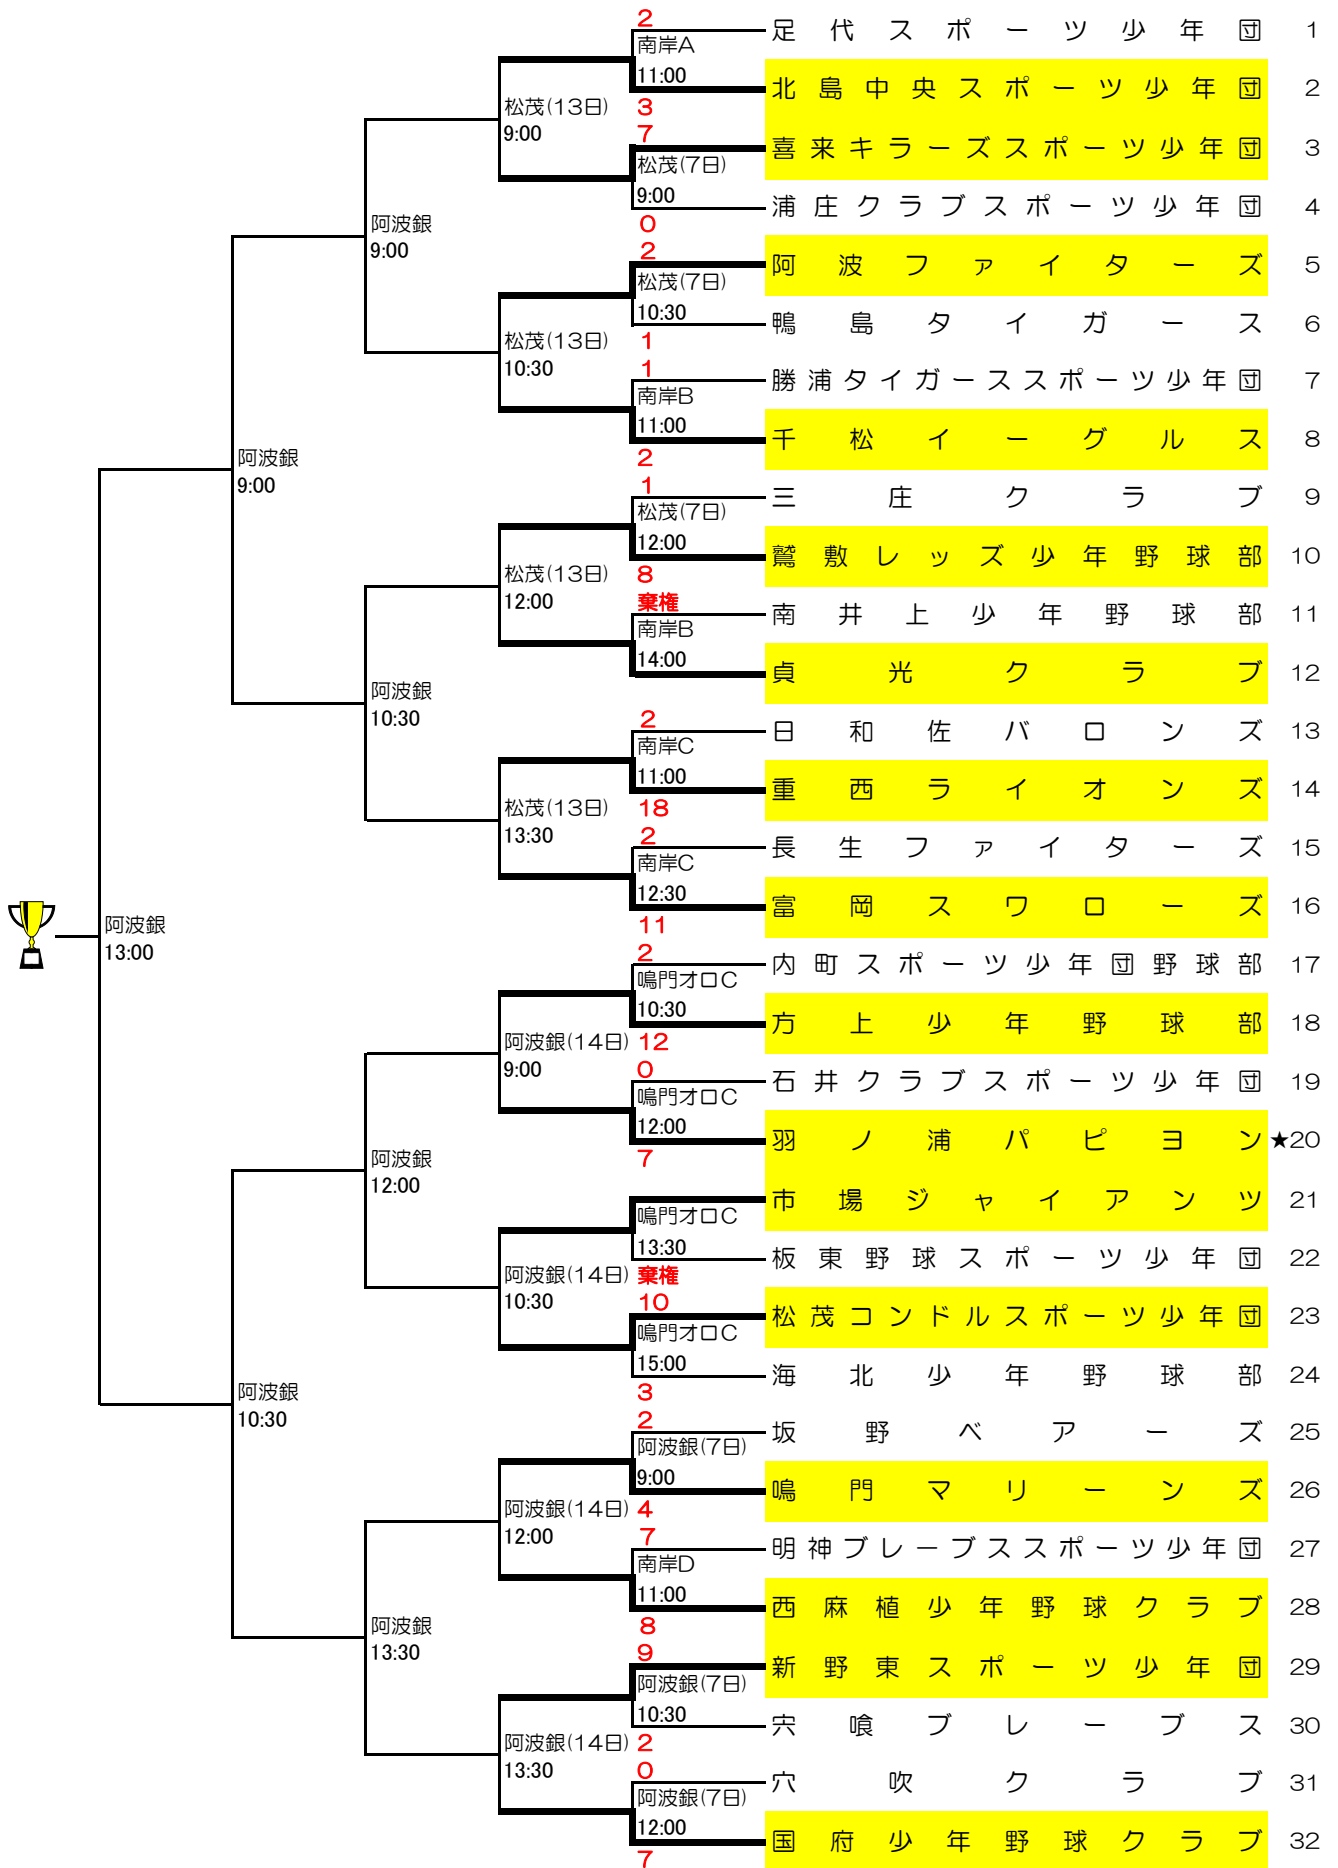 2
足代スポーツ少年団 1
南岸A
11:00
北島中央スポーツ少年団 2
3
松茂(13日)
9:00
7
喜来キラーズスポーツ少年団 3
松茂(7日)
9:00
浦庄クラブスポーツ少年団 4
0
阿波銀
9:00
2
阿波ファイターズ 5
松茂(7日)
10:30
鴨島タイガース 6
1
松茂(13日)
10:30
1
勝浦タイガーススポーツ少年団 7
南岸B
11:00
千松イーグルス 8
2
阿波銀
9:00
1
三庄クラブ 9
松茂(7日)
12:00
鷲敷レッズ少年野球部 10
8
松茂(13日)
12:00
棄権
南井上少年野球部 11
南岸B
14:00
貞光クラブ 12
阿波銀
10:30
2
日和佐バロンズ 13
南岸C
11:00
重西ライオンズ 14
18
松茂(13日)
13:30
2
長生ファイターズ 15
南岸C
12:30
富岡スワローズ 16
11
阿波銀
13:00
2
内町スポーツ少年団野球部 17
鳴門オロC
10:30
方上少年野球部 18
12
阿波銀(14日)
9:00
0
石井クラブスポーツ少年団 19
鳴門オロC
12:00
羽ノ浦パピヨン ★20
7
阿波銀
12:00
市場ジャイアンツ 21
鳴門オロC
13:30
板東野球スポーツ少年団 22
棄権
阿波銀(14日)
10:30
10
松茂コンドルスポーツ少年団 23
鳴門オロC
15:00
海北少年野球部 24
3
阿波銀
10:30
2
坂野ベアーズ 25
阿波銀(7日)
9:00
鳴門マリーンズ 26
4
阿波銀(14日)
12:00
7
明神ブレーブススポーツ少年団 27
南岸D
11:00
西麻植少年野球クラブ 28
8
阿波銀
13:30
9
新野東スポーツ少年団 29
阿波銀(7日)
10:30
宍喰ブレーブス 30
2
阿波銀(14日)
13:30
0
穴吹クラブ 31
阿波銀(7日)
12:00
国府少年野球クラブ 32
7